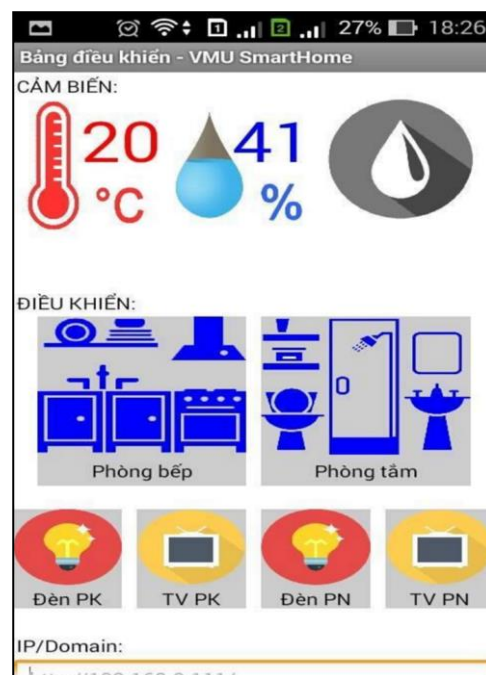 27% 18:26
Bảng điều khiển - VMU SmartHome
CẢM BIẾN:
20 °C 41 %
ĐIỀU KHIỂN:
Phòng bếp Phòng tắm
Đèn PK TV PK Đèn PN TV PN
IP/Domain: